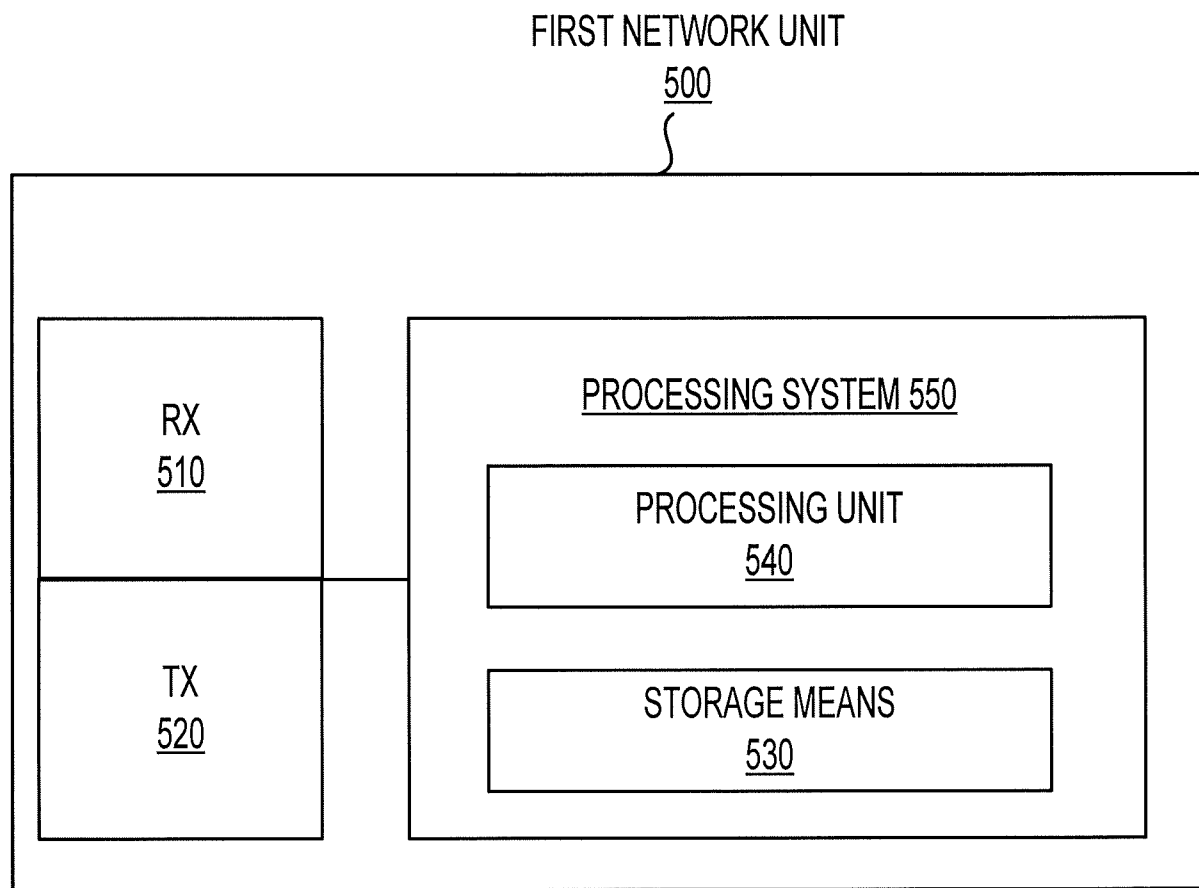 FIRST NETWORK UNIT
500
RX
510
TX
520
PROCESSING SYSTEM 550
PROCESSING UNIT
540
STORAGE MEANS
530